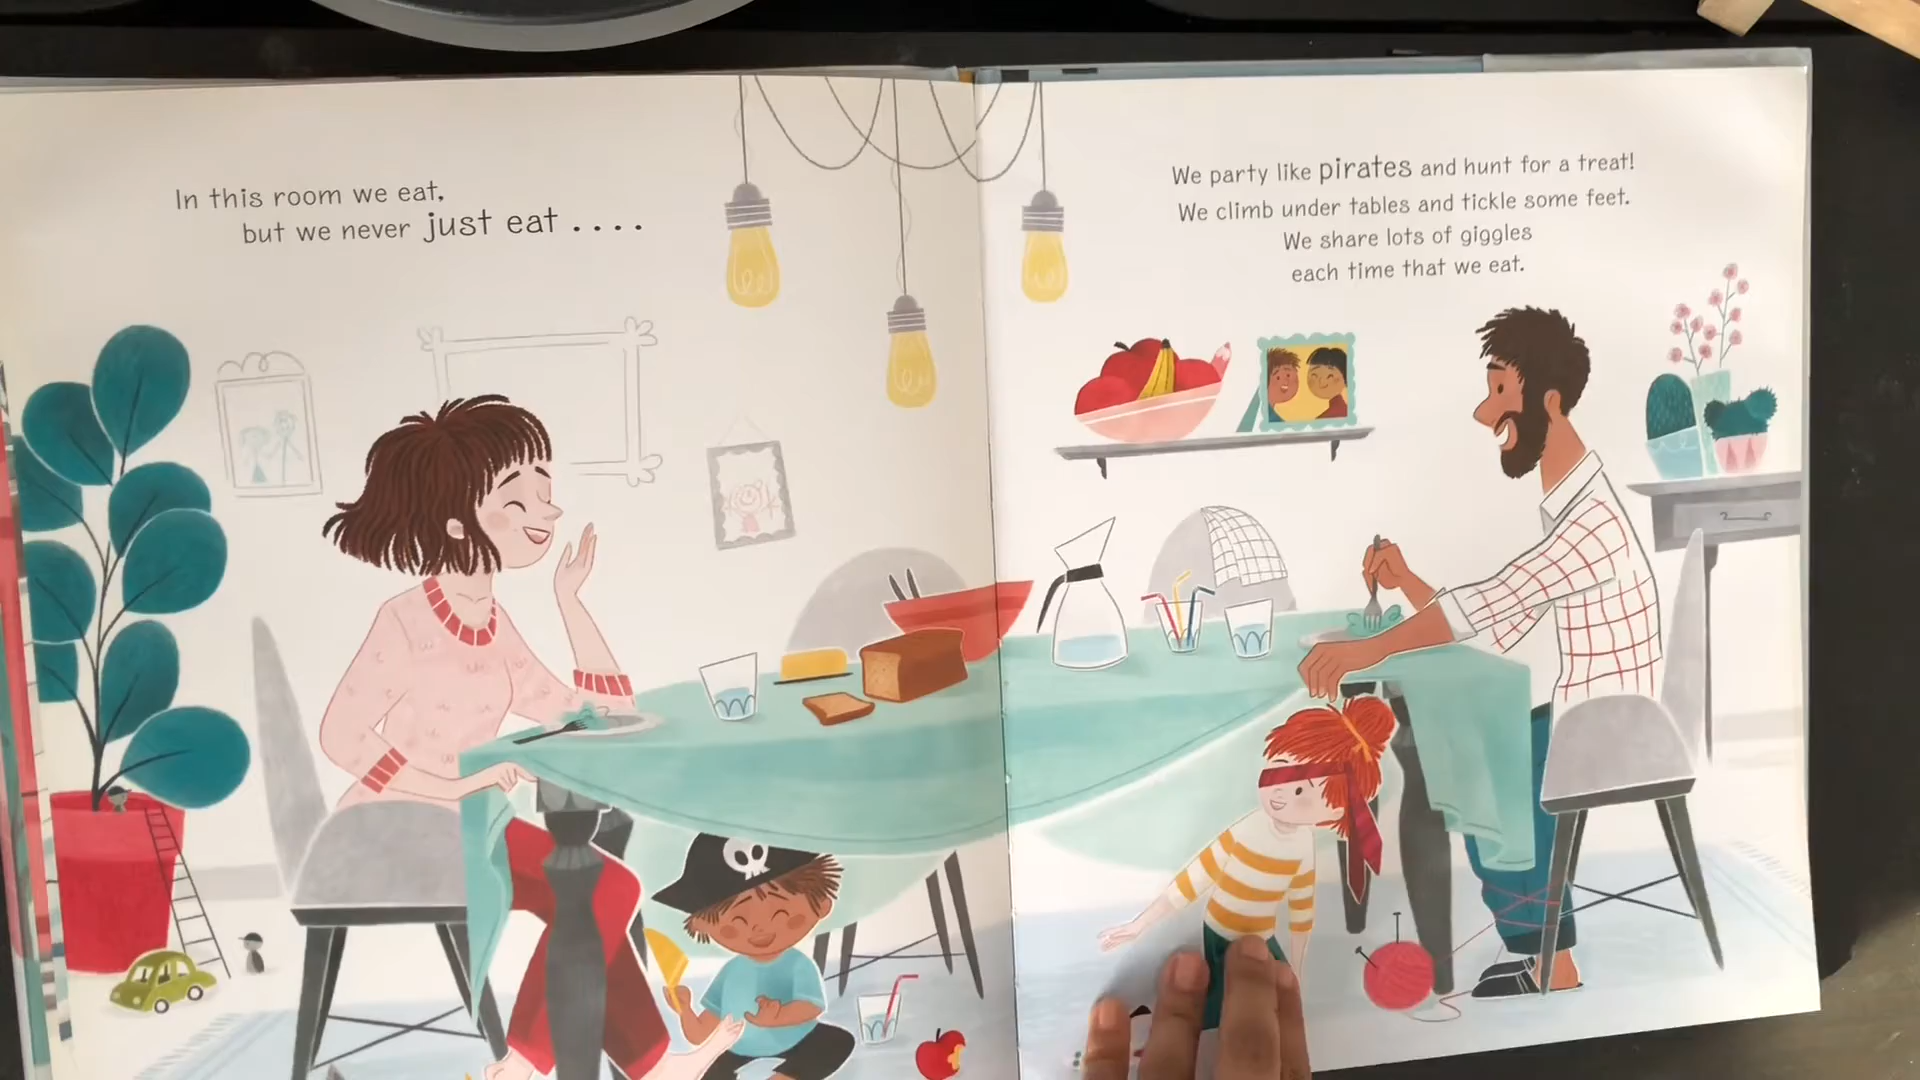 In this room we eat,
but we never just eat ....
We party like pirates and hunt for a treat!
We climb under tables and tickle some feet.
We share lots of giggles
each time that we eat.